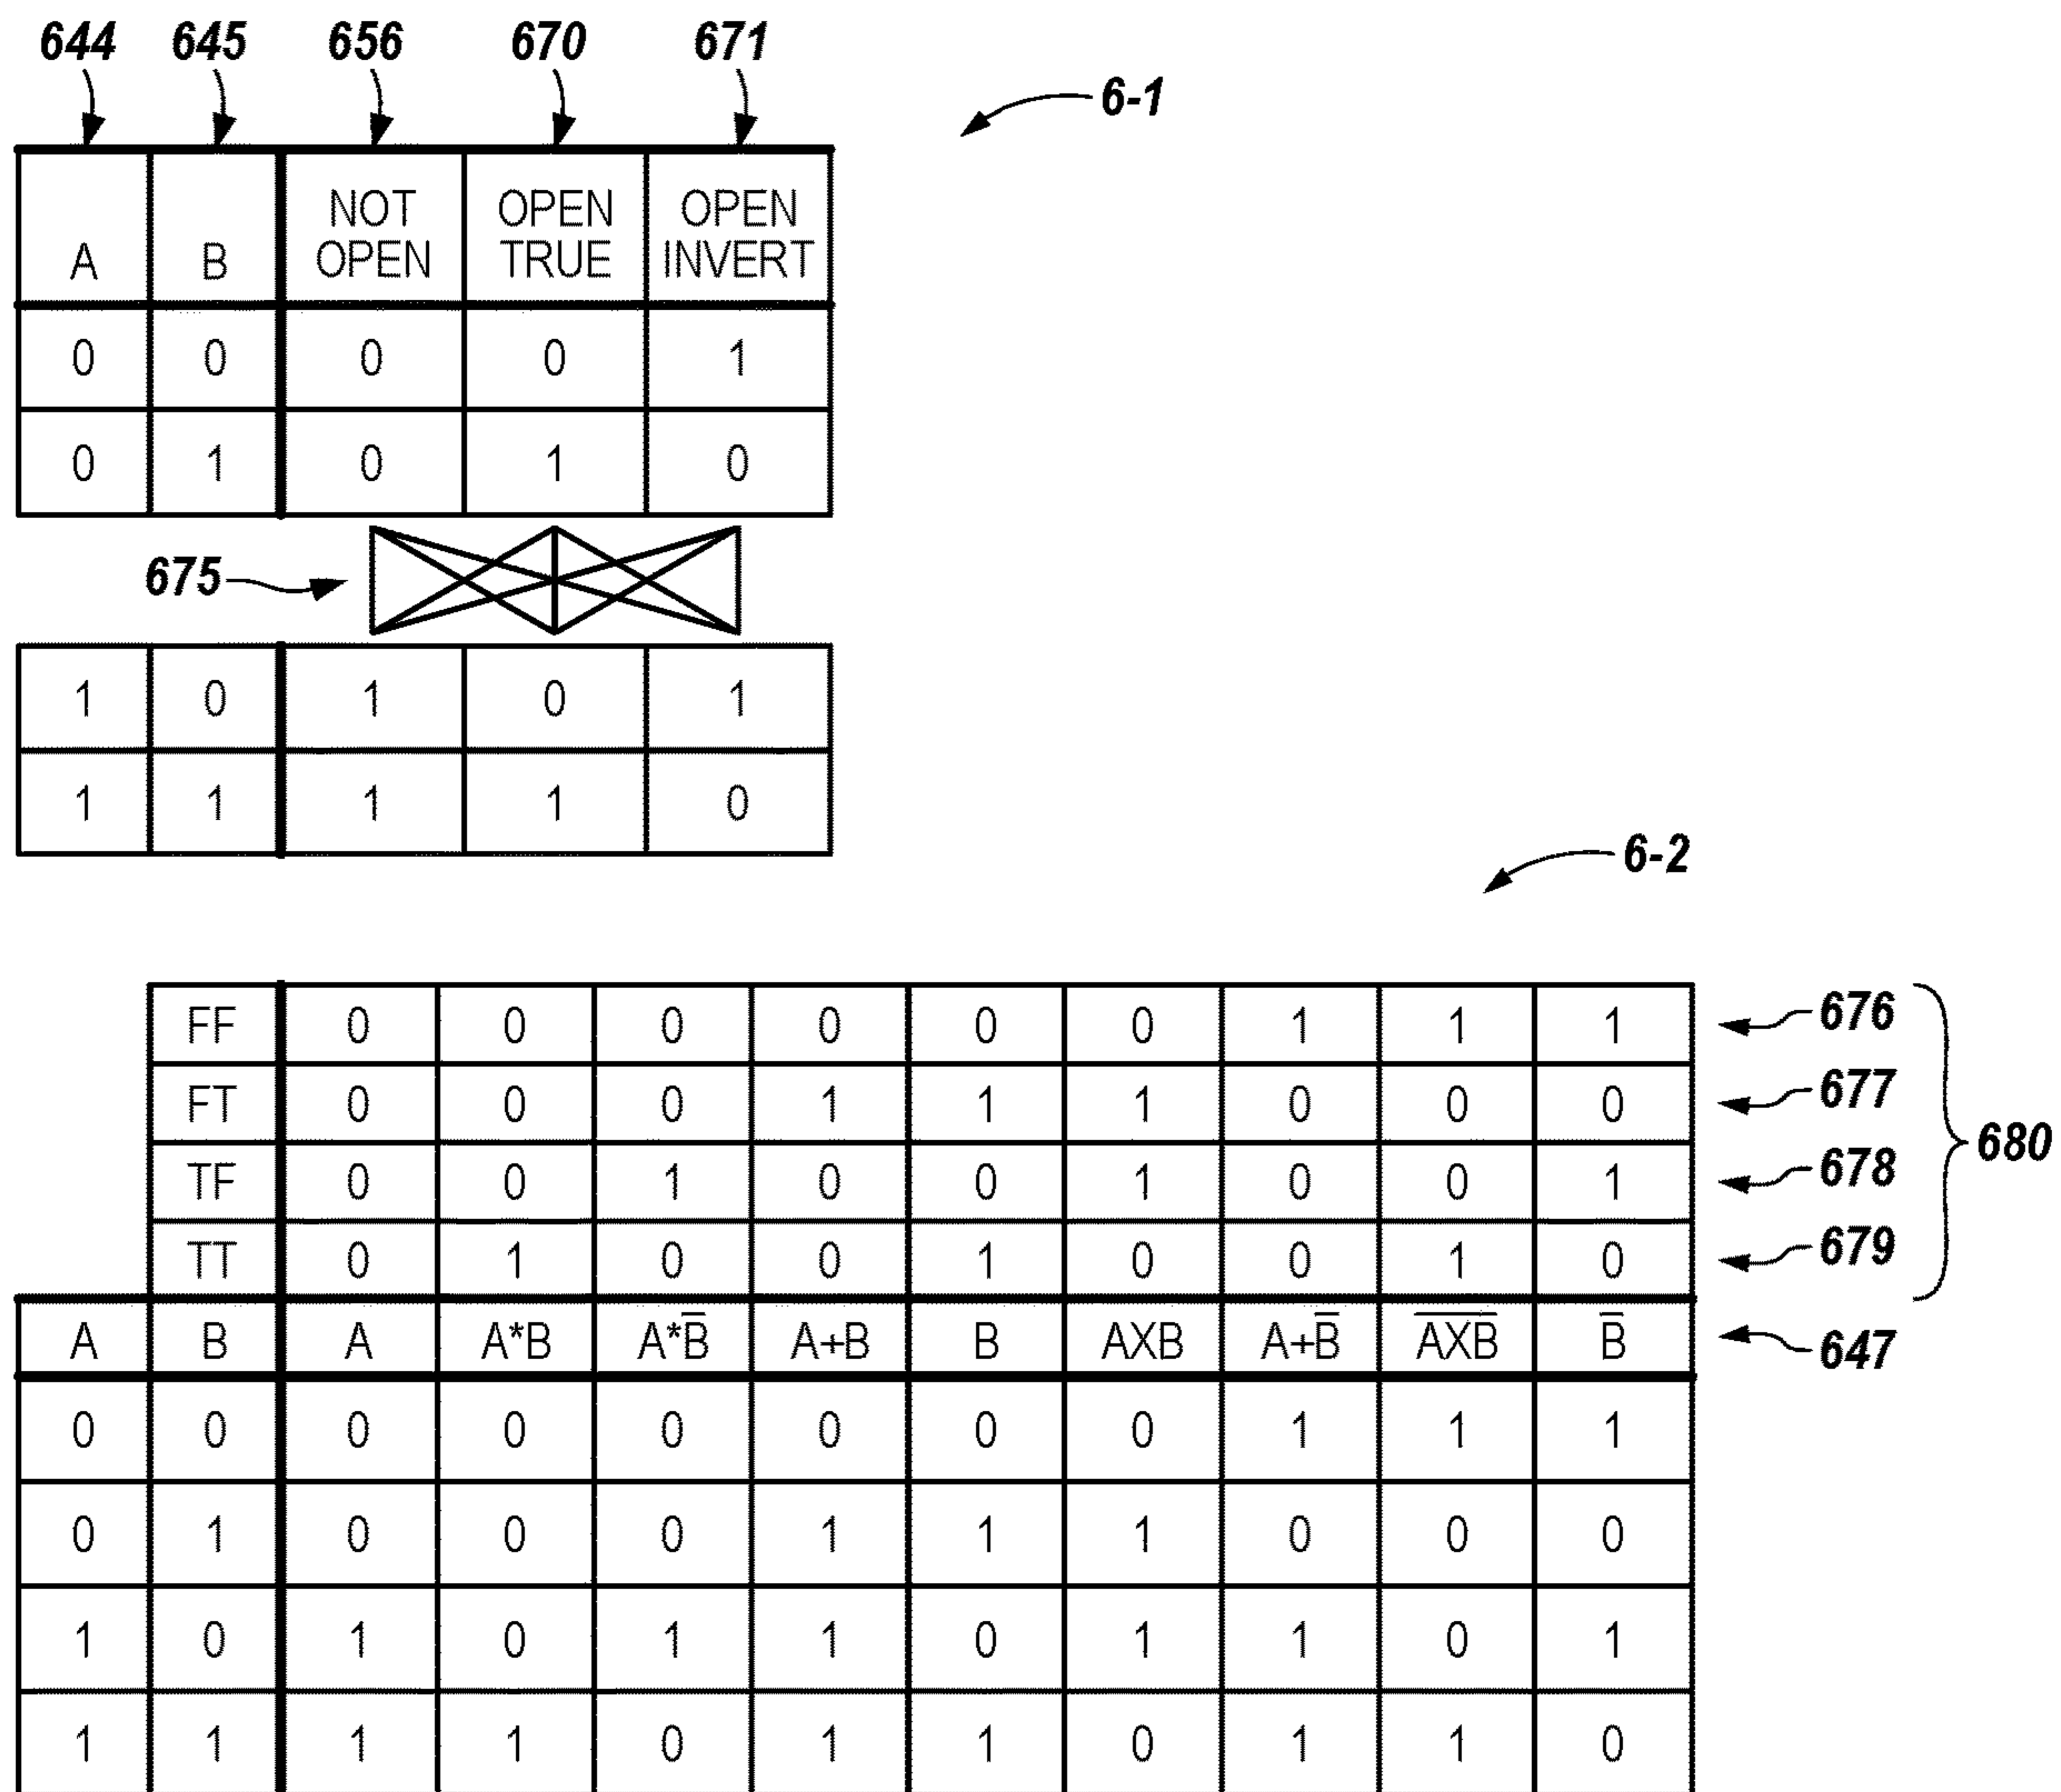 644 645 656 670 671
6-1
A B NOT OPEN OPEN TRUE OPEN INVERT
0 0 0 0 1
0 1 0 1 0
675
1 0 1 0 1
1 1 1 1 0
6-2
FF 0 0 0 0 0 0 1 1 1 676
FT 0 0 0 1 1 1 0 0 0 677
680
TF 0 0 1 0 0 1 0 0 1 678
TT 0 1 0 0 1 0 0 1 0 679
A B A A*B A*B̅ A+B B AXB A+B̅ A̅X̅B̅ B̅ 647
0 0 0 0 0 0 0 0 1 1 1
0 1 0 0 0 1 1 1 0 0 0
1 0 1 0 1 1 0 1 1 0 1
1 1 1 1 0 1 1 0 1 1 0